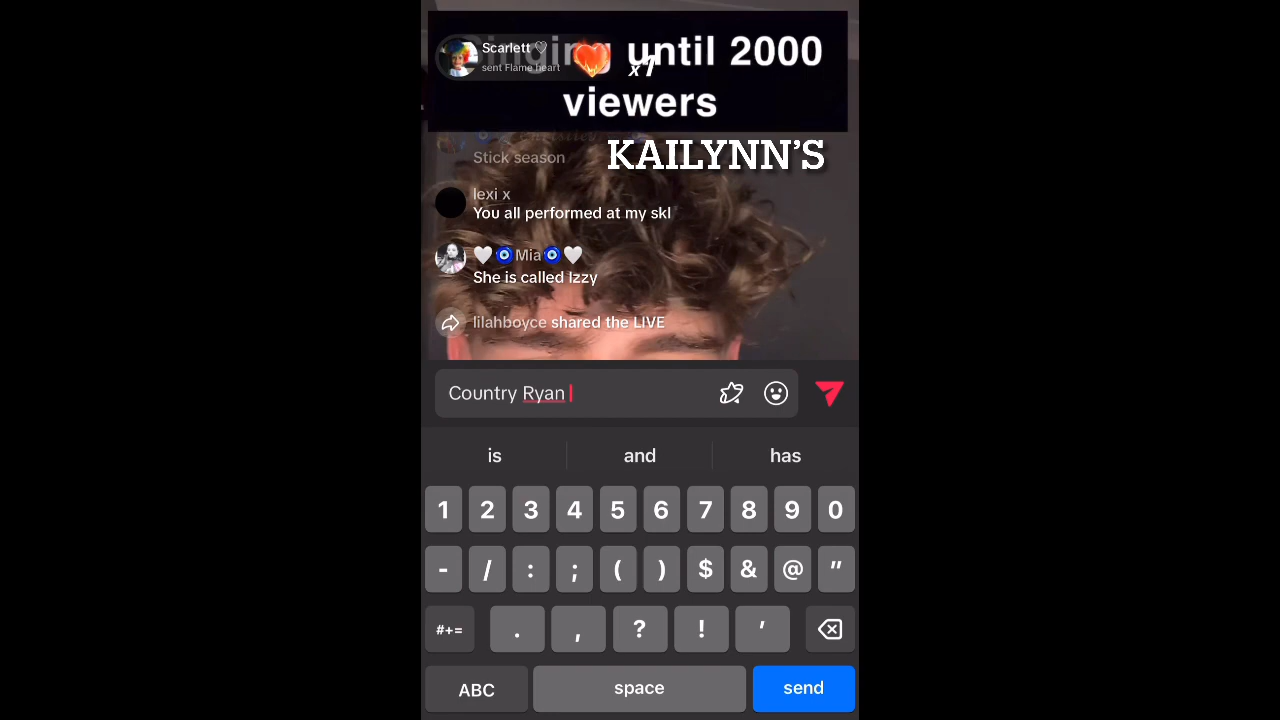 until 2000
viewers
Scarlett ♡
sent Flame heart
x1
KAILYNN'S
Stick season
lexi x
You all performed at my skl
🤍🧿Mia🧿🤍
She is called Izzy
lilahboyce shared the LIVE
Country Ryan
is and has
1 2 3 4 5 6 7 8 9 0
- / : ; ( ) $ & @ "
#+= . , ? ! '
ABC space send